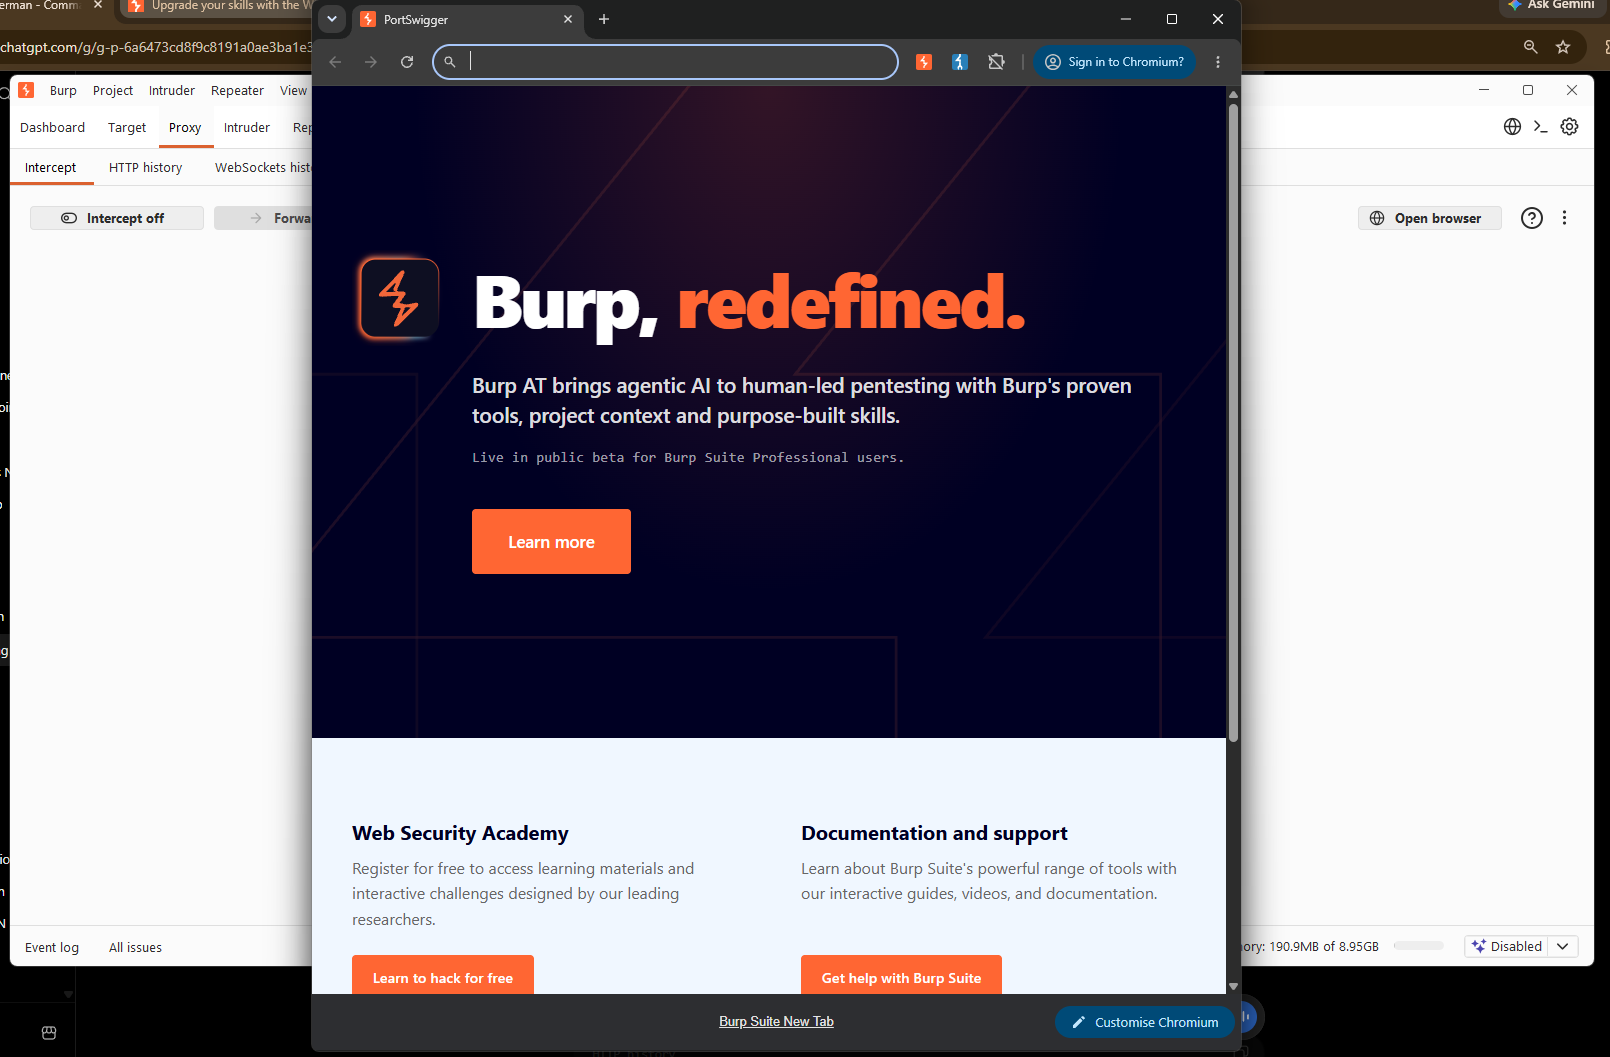 Upgrade your skills with the W
PortSwigger
Ask Gemini
chatgpt.com/g/g-p-6a6473cd8f9c8191a0ae3ba1e3
Sign in to Chromium?
Burp Project Intruder Repeater View
Dashboard Target Proxy Intruder Rep
Intercept HTTP history WebSockets hist
Intercept off
Forwa
Open browser
Burp, redefined.
Burp AT brings agentic AI to human-led pentesting with Burp's proven
tools, project context and purpose-built skills.
Live in public beta for Burp Suite Professional users.
Learn more
Web Security Academy
Register for free to access learning materials and
interactive challenges designed by our leading
researchers.
Learn to hack for free
Documentation and support
Learn about Burp Suite's powerful range of tools with
our interactive guides, videos, and documentation.
Get help with Burp Suite
Event log All issues
ory: 190.9MB of 8.95GB
Disabled
Burp Suite New Tab
Customise Chromium